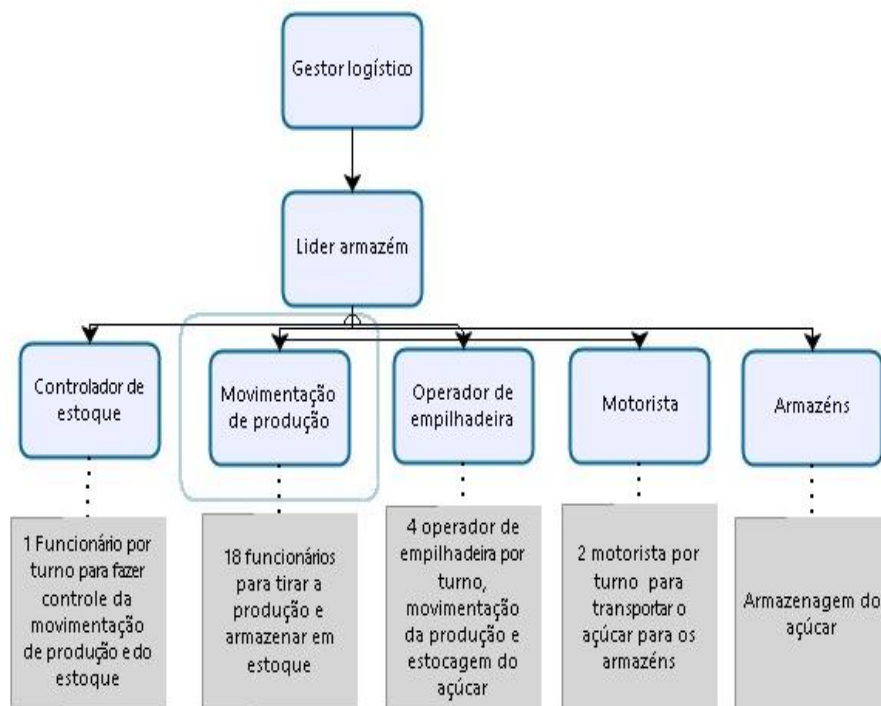 Gestor logístico
Lider armazém
Controlador de
estoque
Movimentação
de produção
Operador de
empilhadeira
Motorista
Armazéns
1 Funcionário por
turno para fazer
controle da
movimentação
de produção e do
estoque
18 funcionários
para tirar a
produção e
armazenar em
estoque
4 operador de
empilhadeira por
turno,
movimentação
da produção e
estocagem do
açúcar
2 motorista por
turno para
transportar o
açúcar para os
armazéns
Armazenagem do
açúcar